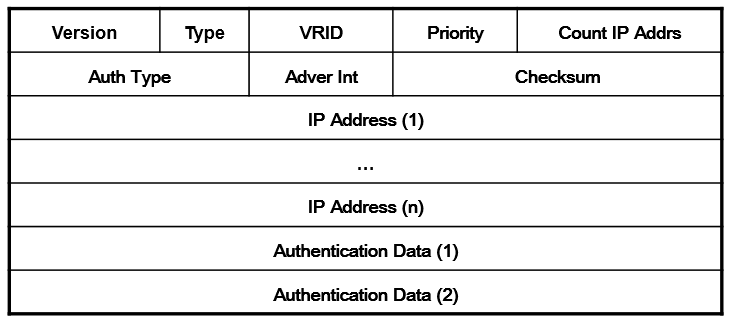 Version Type VRID Priority Count IP Addrs
Auth Type Adver Int Checksum
IP Address (1)
...
IP Address (n)
Authentication Data (1)
Authentication Data (2)